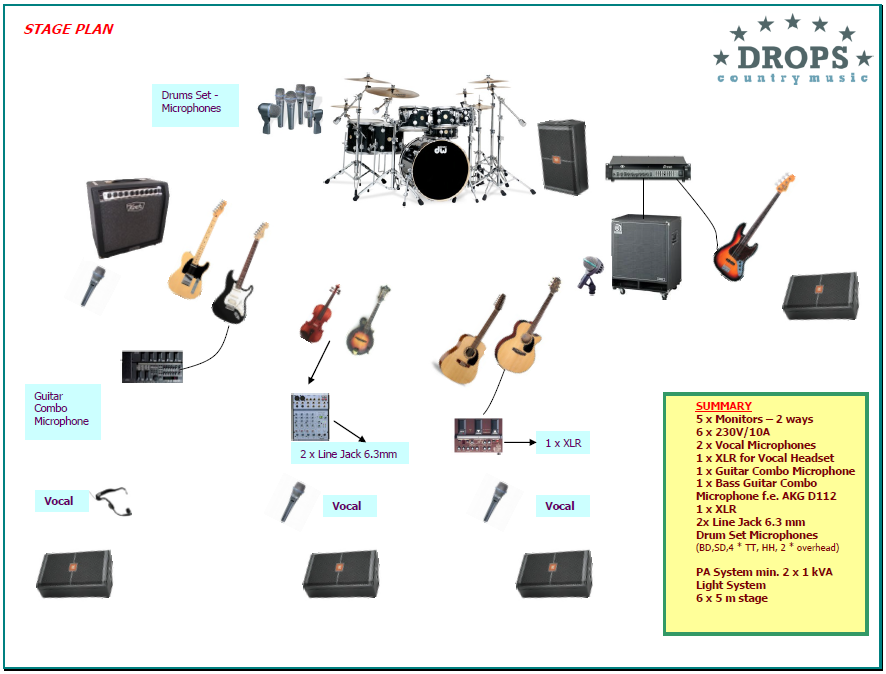 STAGE PLAN
DROPS
country music
Drums Set -
Microphones
dw
Guitar
Combo
Microphone
2 x Line Jack 6.3mm
1 x XLR
Vocal
Vocal
Vocal
SUMMARY
5 x Monitors – 2 ways
6 x 230V/10A
2 x Vocal Microphones
1 x XLR for Vocal Headset
1 x Guitar Combo Microphone
1 x Bass Guitar Combo
Microphone f.e. AKG D112
1 x XLR
2x Line Jack 6.3 mm
Drum Set Microphones
(BD,SD,4 * TT, HH, 2 * overhead)
PA System min. 2 x 1 kVA
Light System
6 x 5 m stage